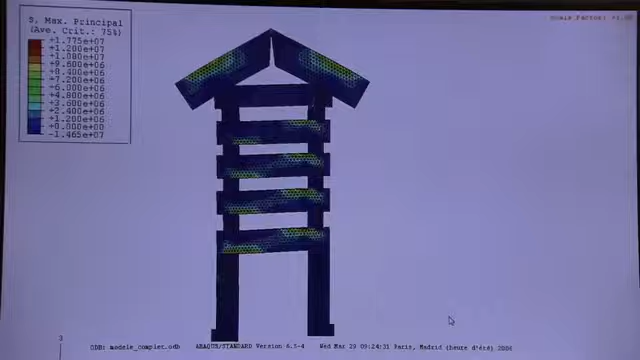 S, Max. Principal
(Ave. Crit.: 75%)
+1.775e+07
+1.200e+07
+1.080e+07
+9.600e+06
+8.400e+06
+7.200e+06
+6.000e+06
+4.800e+06
+3.600e+06
+2.400e+06
+1.200e+06
+0.000e+00
-1.465e+07
3
ODB: modele_complet.odb ABAQUS/STANDARD Version 6.5-4 Wed Mar 29 09:24:31 Paris, Madrid (heure d'été) 2006